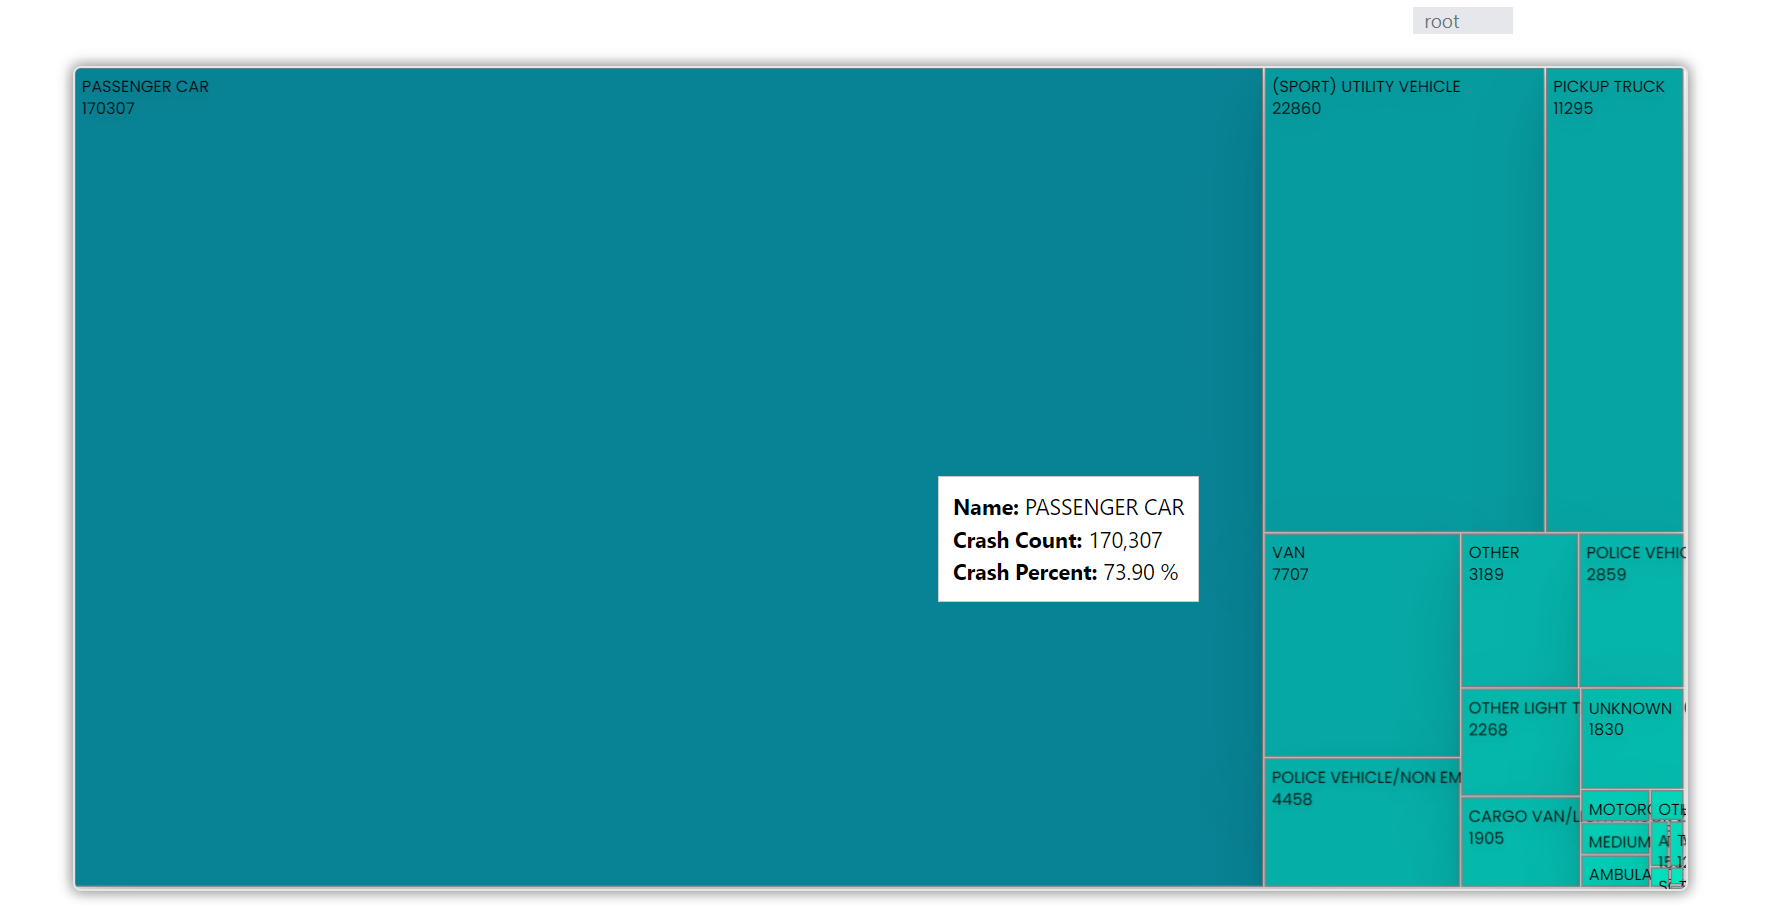 root
PASSENGER CAR
170307
(SPORT) UTILITY VEHICLE
22860
PICKUP TRUCK
11295
Name: PASSENGER CAR
Crash Count: 170,307
Crash Percent: 73.90 %
VAN
7707
OTHER
3189
POLICE VEHIC
2859
OTHER LIGHT T
2268
UNKNOWN
1830
POLICE VEHICLE/NON EM
4458
CARGO VAN/L
1905
MOTORC
OTH
MEDIUM
AMBULA